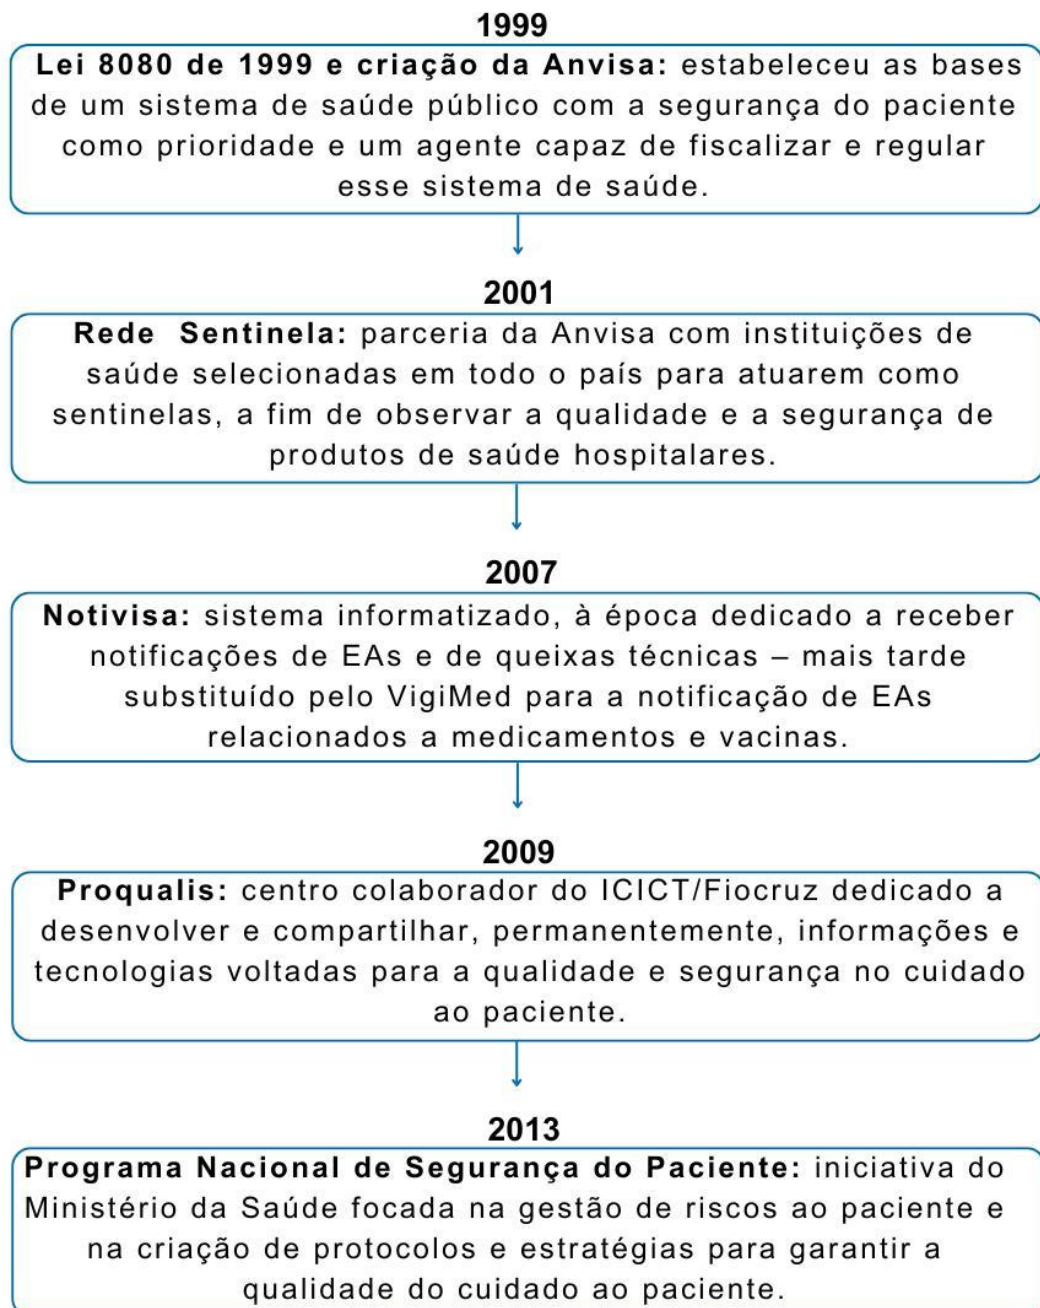 1999
Lei 8080 de 1999 e criação da Anvisa: estabeleceu as bases
de um sistema de saúde público com a segurança do paciente
como prioridade e um agente capaz de fiscalizar e regular
esse sistema de saúde.
2001
Rede Sentinela: parceria da Anvisa com instituições de
saúde selecionadas em todo o país para atuarem como
sentinelas, a fim de observar a qualidade e a segurança de
produtos de saúde hospitalares.
2007
Notivisa: sistema informatizado, à época dedicado a receber
notificações de EAs e de queixas técnicas – mais tarde
substituído pelo VigiMed para a notificação de EAs
relacionados a medicamentos e vacinas.
2009
Proqualis: centro colaborador do ICICT/Fiocruz dedicado a
desenvolver e compartilhar, permanentemente, informações e
tecnologias voltadas para a qualidade e segurança no cuidado
ao paciente.
2013
Programa Nacional de Segurança do Paciente: iniciativa do
Ministério da Saúde focada na gestão de riscos ao paciente e
na criação de protocolos e estratégias para garantir a
qualidade do cuidado ao paciente.